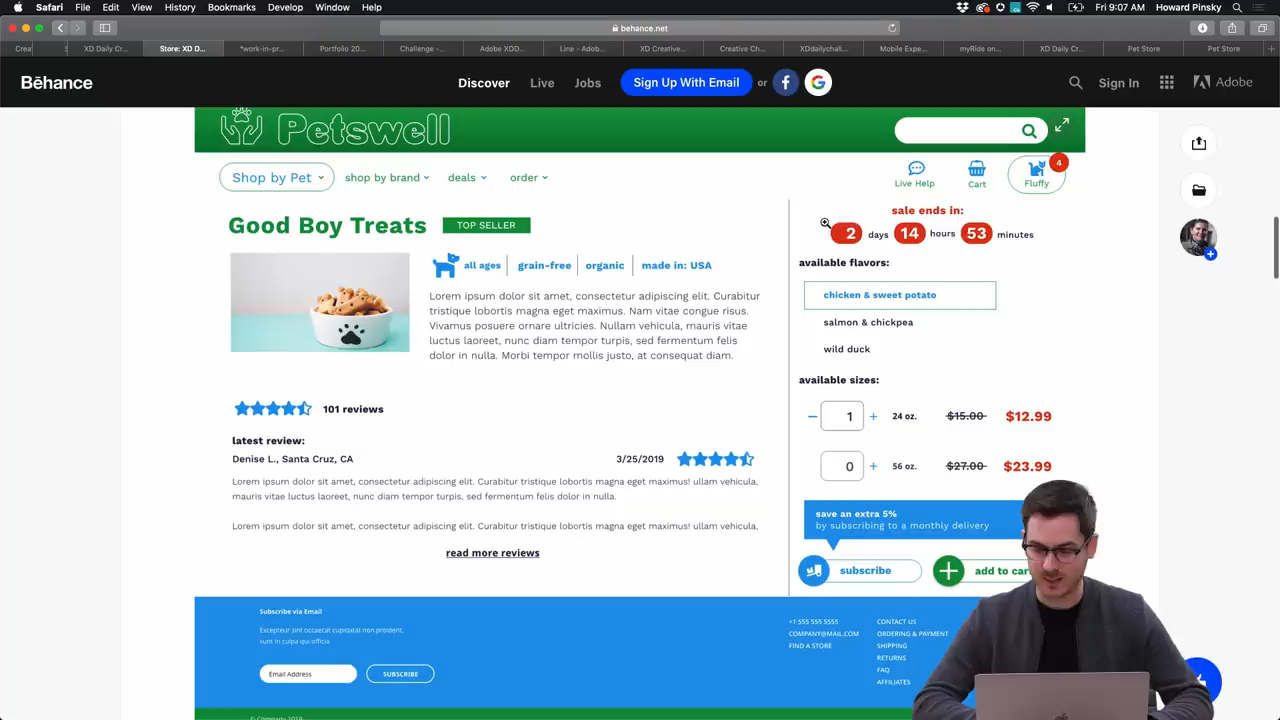 Safari File Edit View History Bookmarks Develop Window Help
Fri 9:07 AM Howard Pinsky
behance.net
XD Daily Cr...
Store: XD D...
*work-in-pr...
Portfolio 20...
Challenge -...
Adobe XDD...
Line – Adob...
XD Creative...
Creative Ch...
XDdailychall...
Mobile Expe...
myRide on...
XD Daily Cr...
Pet Store
Pet Store
Bēhance
Discover Live Jobs Sign Up With Email or Sign In Adobe
Petswell
Shop by Pet shop by brand deals order
Live Help Cart Fluffy 4
Good Boy Treats TOP SELLER
all ages grain-free organic made in: USA
Lorem ipsum dolor sit amet, consectetur adipiscing elit. Curabitur
tristique lobortis magna eget maximus. Nam vitae congue risus.
Vivamus posuere ornare ultricies. Nullam vehicula, mauris vitae
luctus laoreet, nunc diam tempor turpis, sed fermentum felis
dolor in nulla. Morbi tempor mollis justo, at consequat diam.
101 reviews
latest review:
Denise L., Santa Cruz, CA 3/25/2019
Lorem ipsum dolor sit amet, consectetur adipiscing elit. Curabitur tristique lobortis magna eget maximus! ullam vehicula,
mauris vitae luctus laoreet, nunc diam tempor turpis, sed fermentum felis dolor in nulla.
Lorem ipsum dolor sit amet, consectetur adipiscing elit. Curabitur tristique lobortis magna eget maximus! ullam vehicula,
read more reviews
sale ends in:
2 days 14 hours 53 minutes
available flavors:
chicken & sweet potato
salmon & chickpea
wild duck
available sizes:
1 24 oz. $15.00 $12.99
0 56 oz. $27.00 $23.99
save an extra 5%
by subscribing to a monthly delivery
subscribe add to cart
Subscribe via Email
Excepteur sint occaecat cupidatat non proident,
sunt in culpa qui officia
Email Address SUBSCRIBE
+1 555 555 5555
COMPANY@MAIL.COM
FIND A STORE
CONTACT US
ORDERING & PAYMENT
SHIPPING
RETURNS
FAQ
AFFILIATES
© Company 2019